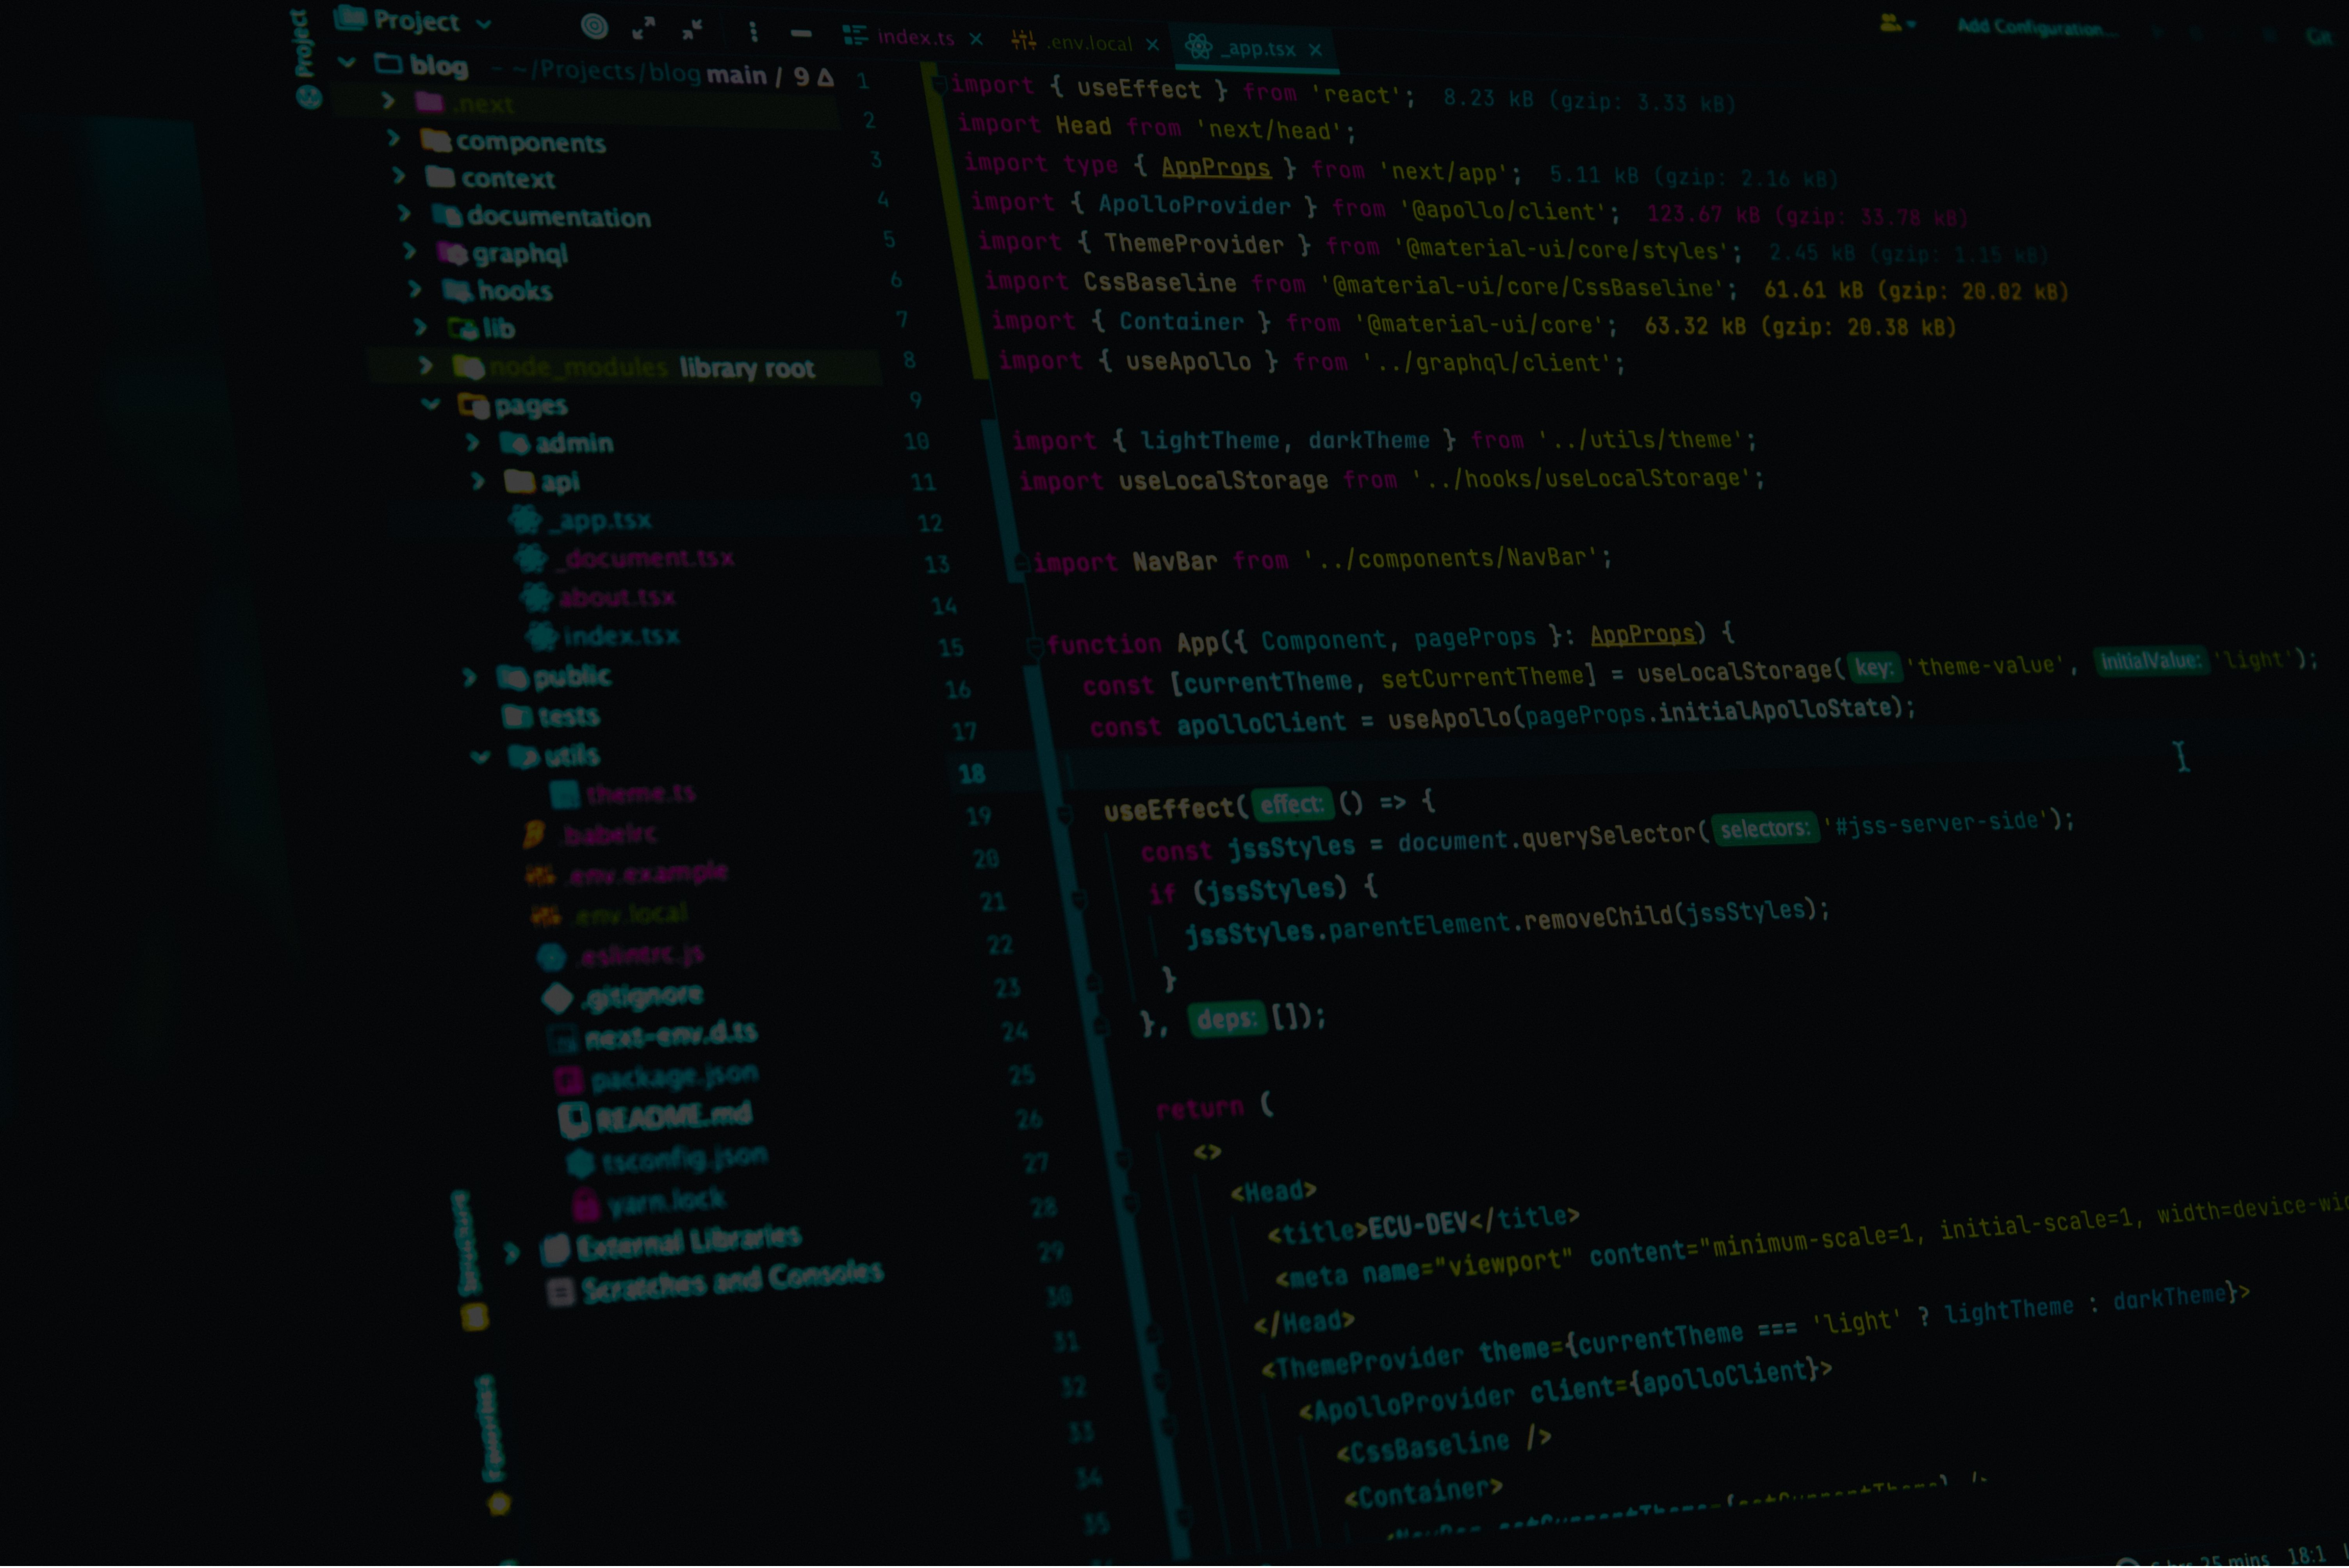 Project
Project
index.ts
.env.local
_app.tsx
Add Configuration...
Git
blog ~/Projects/blog main / 9 Δ
.next
components
context
documentation
graphql
hooks
lib
node_modules library root
pages
admin
api
_app.tsx
_document.tsx
about.tsx
index.tsx
public
tests
utils
theme.ts
.babelrc
.env.example
.env.local
.eslintrc.js
.gitignore
next-env.d.ts
package.json
README.md
tsconfig.json
yarn.lock
External Libraries
Scratches and Consoles
Structure
Favorites
1 import { useEffect } from 'react'; 8.23 kB (gzip: 3.33 kB)
2 import Head from 'next/head';
3 import type { AppProps } from 'next/app'; 5.11 kB (gzip: 2.16 kB)
4 import { ApolloProvider } from '@apollo/client'; 123.67 kB (gzip: 33.78 kB)
5 import { ThemeProvider } from '@material-ui/core/styles'; 2.45 kB (gzip: 1.15 kB)
6 import CssBaseline from '@material-ui/core/CssBaseline'; 61.61 kB (gzip: 20.02 kB)
7 import { Container } from '@material-ui/core'; 63.32 kB (gzip: 20.38 kB)
8 import { useApollo } from '../graphql/client';
9
10 import { lightTheme, darkTheme } from '../utils/theme';
11 import useLocalStorage from '../hooks/useLocalStorage';
12
13 import NavBar from '../components/NavBar';
14
15 function App({ Component, pageProps }: AppProps) {
16 const [currentTheme, setCurrentTheme] = useLocalStorage( key: 'theme-value', initialValue: 'light');
17 const apolloClient = useApollo(pageProps.initialApolloState);
18
19 useEffect( effect: () => {
20 const jssStyles = document.querySelector( selectors: '#jss-server-side');
21 if (jssStyles) {
22 jssStyles.parentElement.removeChild(jssStyles);
23 }
24 }, deps: []);
25
26 return (
27 <>
28 <Head>
29 <title>ECU-DEV</title>
30 <meta name="viewport" content="minimum-scale=1, initial-scale=1, width=device-wi
31 </Head>
32 <ThemeProvider theme={currentTheme === 'light' ? lightTheme : darkTheme}>
33 <ApolloProvider client={apolloClient}>
34 <CssBaseline />
35 <Container>
<NavBar setCurrentTheme={setCurrentTheme} />
25 mins 18:1